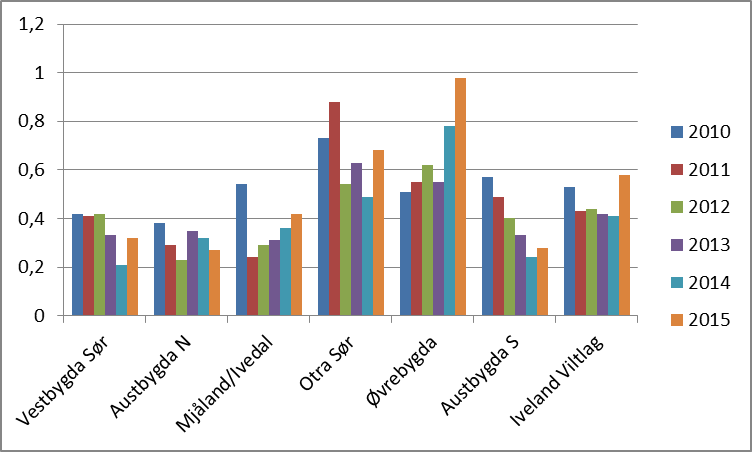 1,2
1
0,8
0,6
0,4
0,2
0
Vestbygda Sør
Austbygda N
Mjåland/Ivedal
Otra Sør
Øvrebygda
Austbygda S
Iveland Viltlag
2010
2011
2012
2013
2014
2015